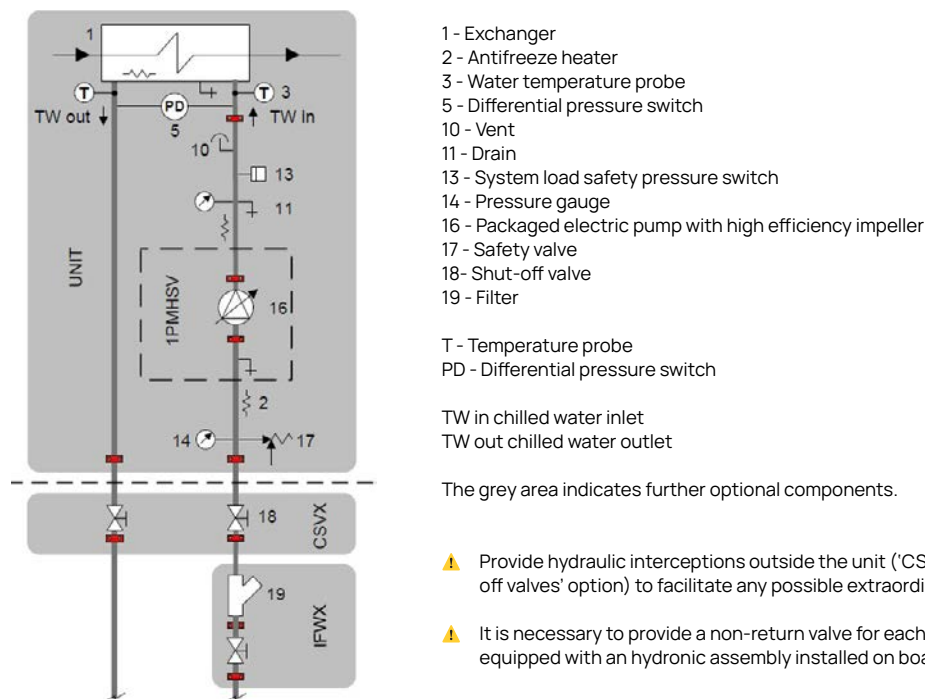 1
T
T
3
TW out
PD
TW in
5
10
13
11
UNIT
1PMHSV
16
2
14
17
18
CSVX
19
IFWX
1 - Exchanger
2 - Antifreeze heater
3 - Water temperature probe
5 - Differential pressure switch
10 - Vent
11 - Drain
13 - System load safety pressure switch
14 - Pressure gauge
16 - Packaged electric pump with high efficiency impeller
17 - Safety valve
18- Shut-off valve
19 - Filter
T - Temperature probe
PD - Differential pressure switch
TW in chilled water inlet
TW out chilled water outlet
The grey area indicates further optional components.
Provide hydraulic interceptions outside the unit ('CS
off valves' option) to facilitate any possible extraordi
It is necessary to provide a non-return valve for each
equipped with an hydronic assembly installed on boa